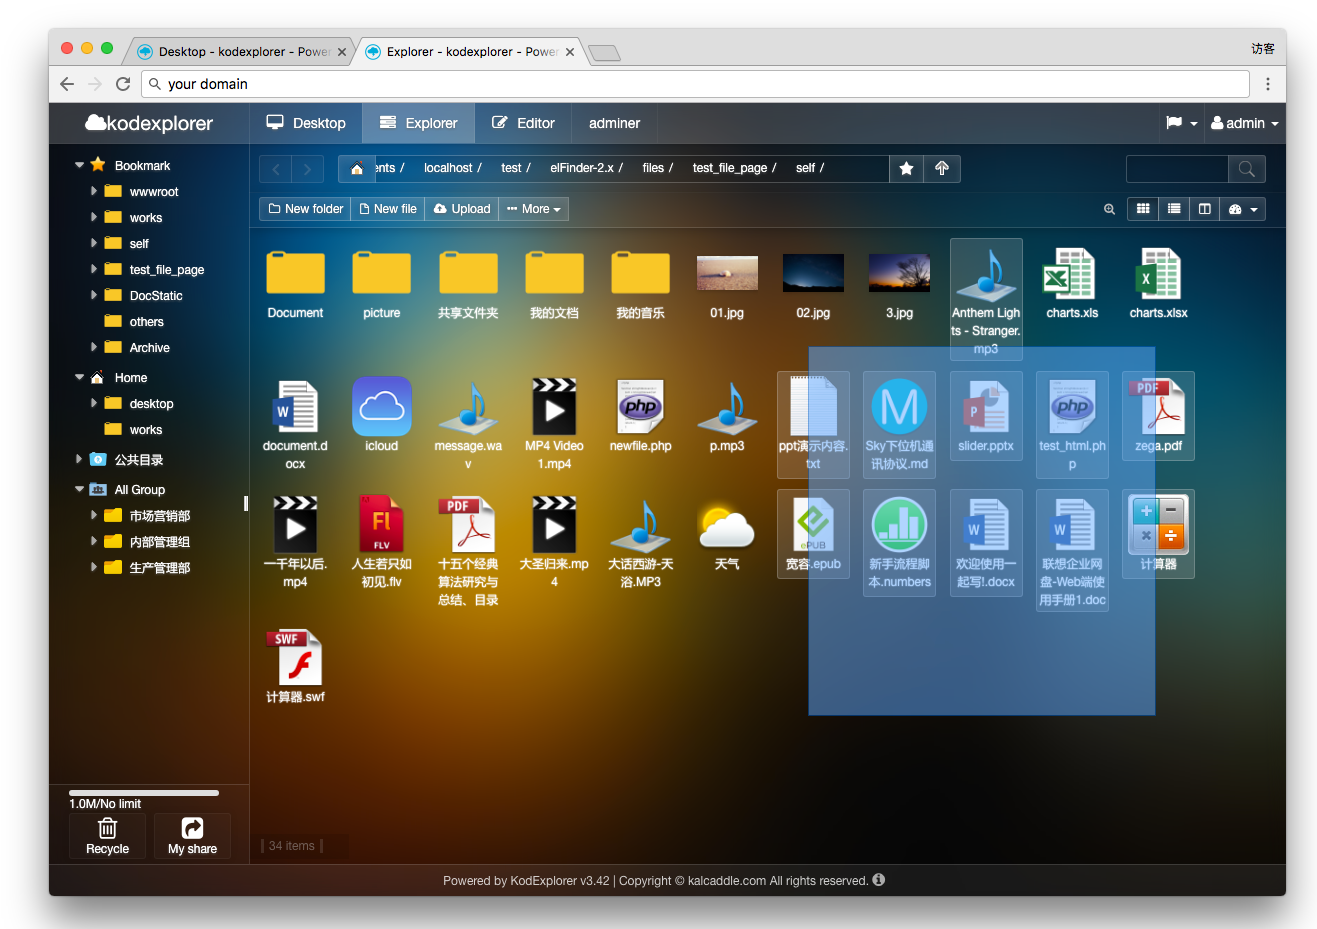 Desktop - kodexplorer - Power
Explorer - kodexplorer - Power
访客
your domain
kodexplorer
Desktop
Explorer
Editor
adminer
admin
Bookmark
wwwroot
works
self
test_file_page
DocStatic
others
Archive
Home
desktop
works
公共目录
All Group
市场营销部
内部管理组
生产管理部
1.0M/No limit
Recycle
My share
ents / localhost / test / elFinder-2.x / files / test_file_page / self /
New folder
New file
Upload
More
Document
picture
共享文件夹
我的文档
我的音乐
01.jpg
02.jpg
3.jpg
Anthem Ligh
ts - Stranger.
mp3
charts.xls
charts.xlsx
document.d
ocx
icloud
message.wa
v
MP4 Video
1.mp4
newfile.php
p.mp3
ppt演示内容.
txt
Sky下位机通
讯协议.md
slider.pptx
test_html.ph
p
zega.pdf
一千年以后.
mp4
人生若只如
初见.flv
十五个经典
算法研究与
总结、目录
大圣归来.mp
4
大话西游-天
浴.MP3
天气
宽容.epub
新手流程脚
本.numbers
欢迎使用一
起写!.docx
联想企业网
盘-Web端使
用手册1.doc
计算器
计算器.swf
34 items
Powered by KodExplorer v3.42 | Copyright © kalcaddle.com All rights reserved.